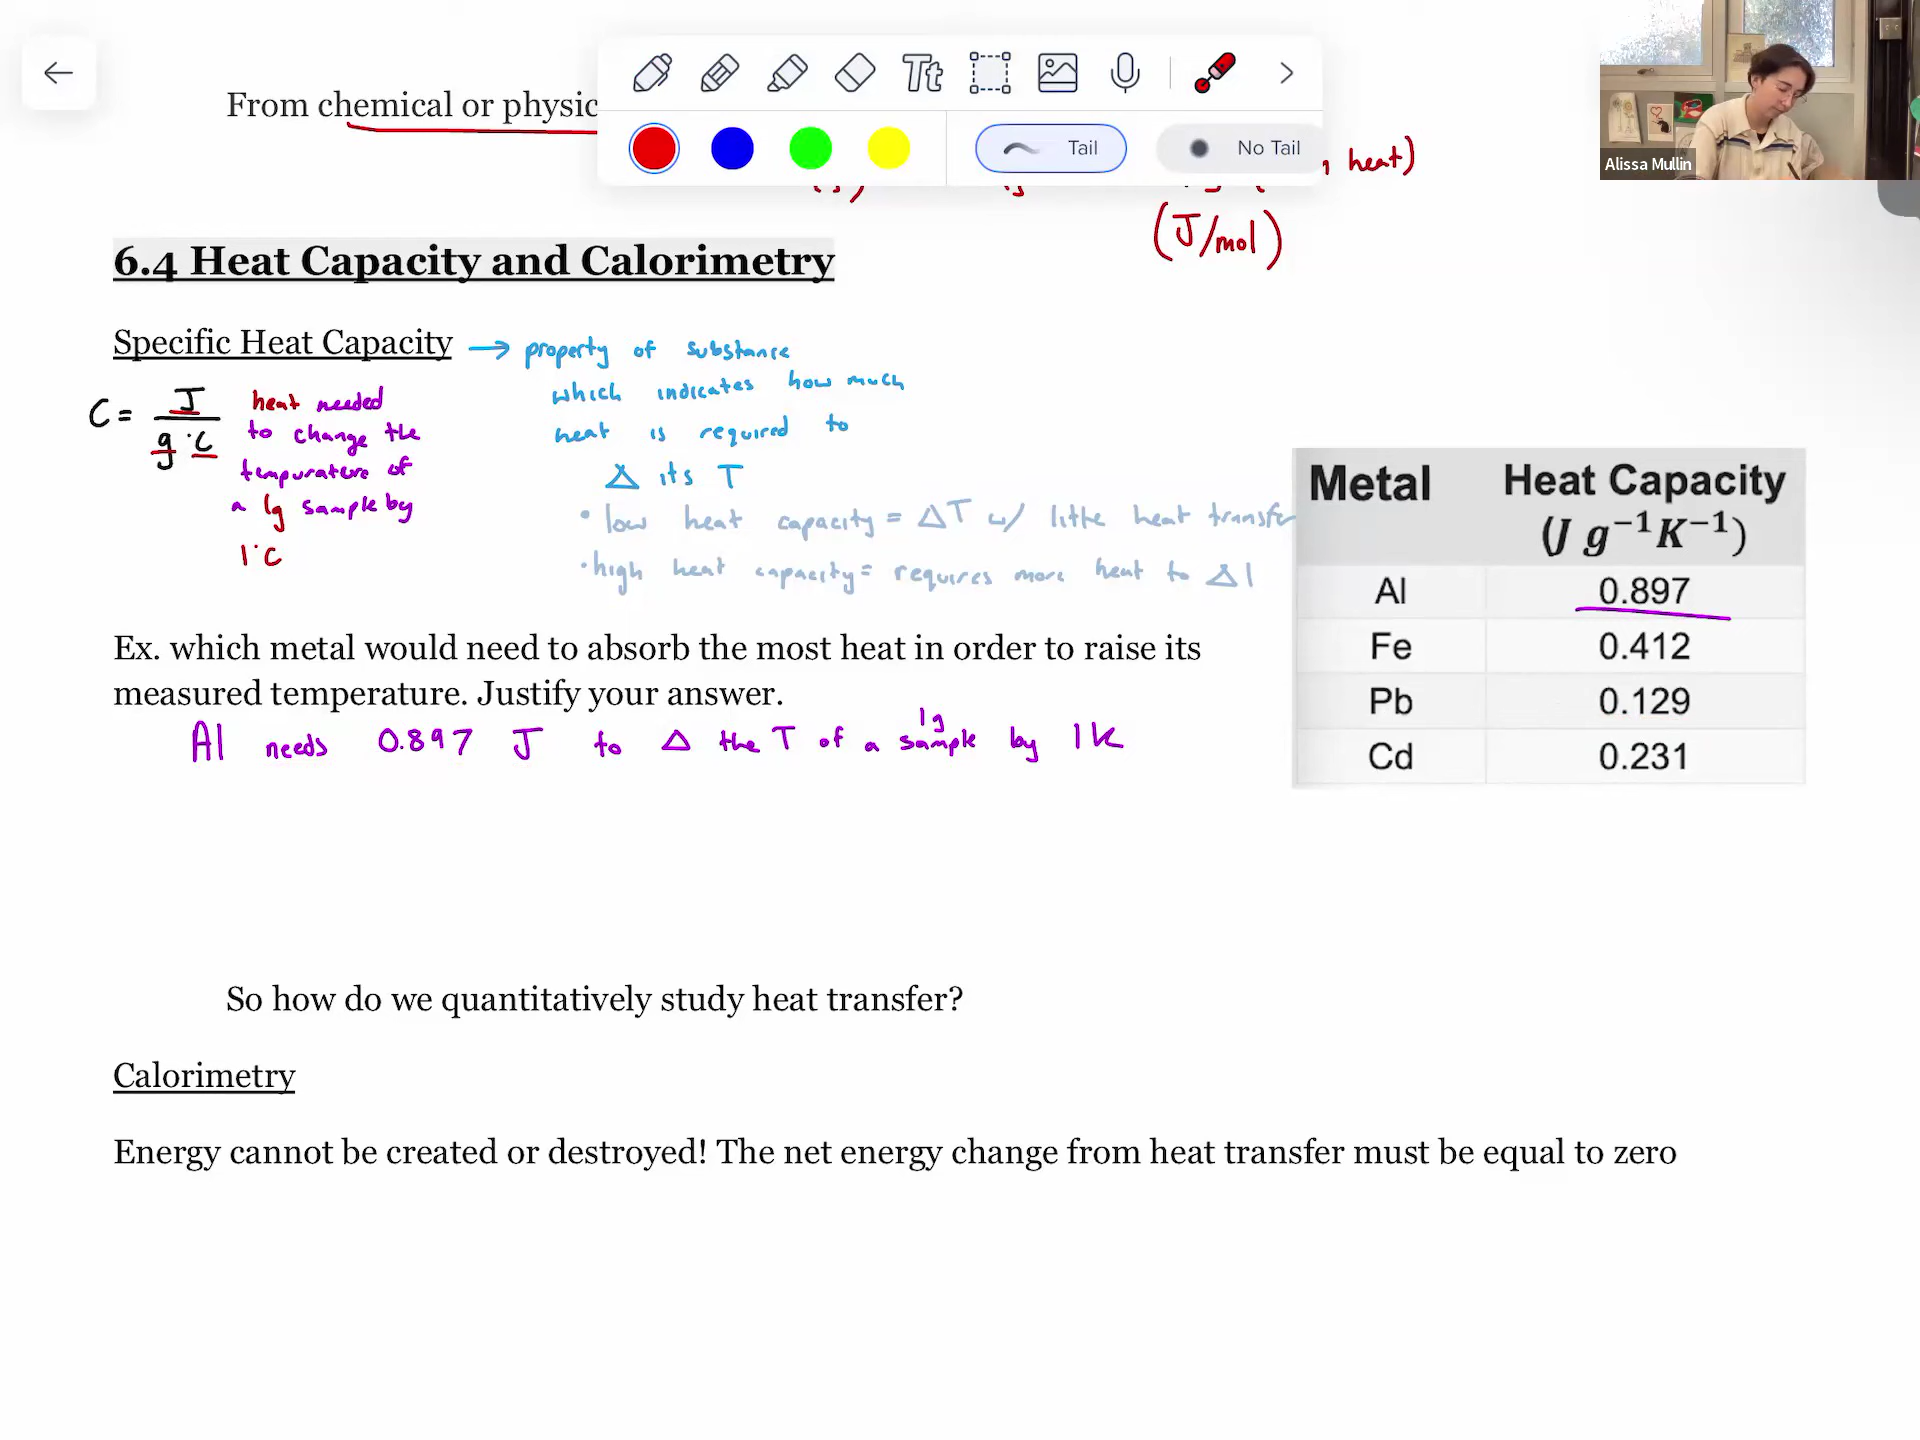 From chemical or physic
Tt
Tail
No Tail
heat)
(J/mol)
Alissa Mullin
6.4 Heat Capacity and Calorimetry
Specific Heat Capacity → property of substance
which indicates how much
heat is required to
Δ its T
C = J / g °C
heat needed
to change the
tempurature of
a 1g sample by
1°C
• low heat capacity = ΔT w/ little heat transfer
• high heat capacity = requires more heat to ΔT
Metal Heat Capacity
(J g⁻¹K⁻¹)
Al 0.897
Fe 0.412
Pb 0.129
Cd 0.231
Ex. which metal would need to absorb the most heat in order to raise its
measured temperature. Justify your answer.
Al needs 0.897 J to Δ the T of a 1g sample by 1K
So how do we quantitatively study heat transfer?
Calorimetry
Energy cannot be created or destroyed! The net energy change from heat transfer must be equal to zero